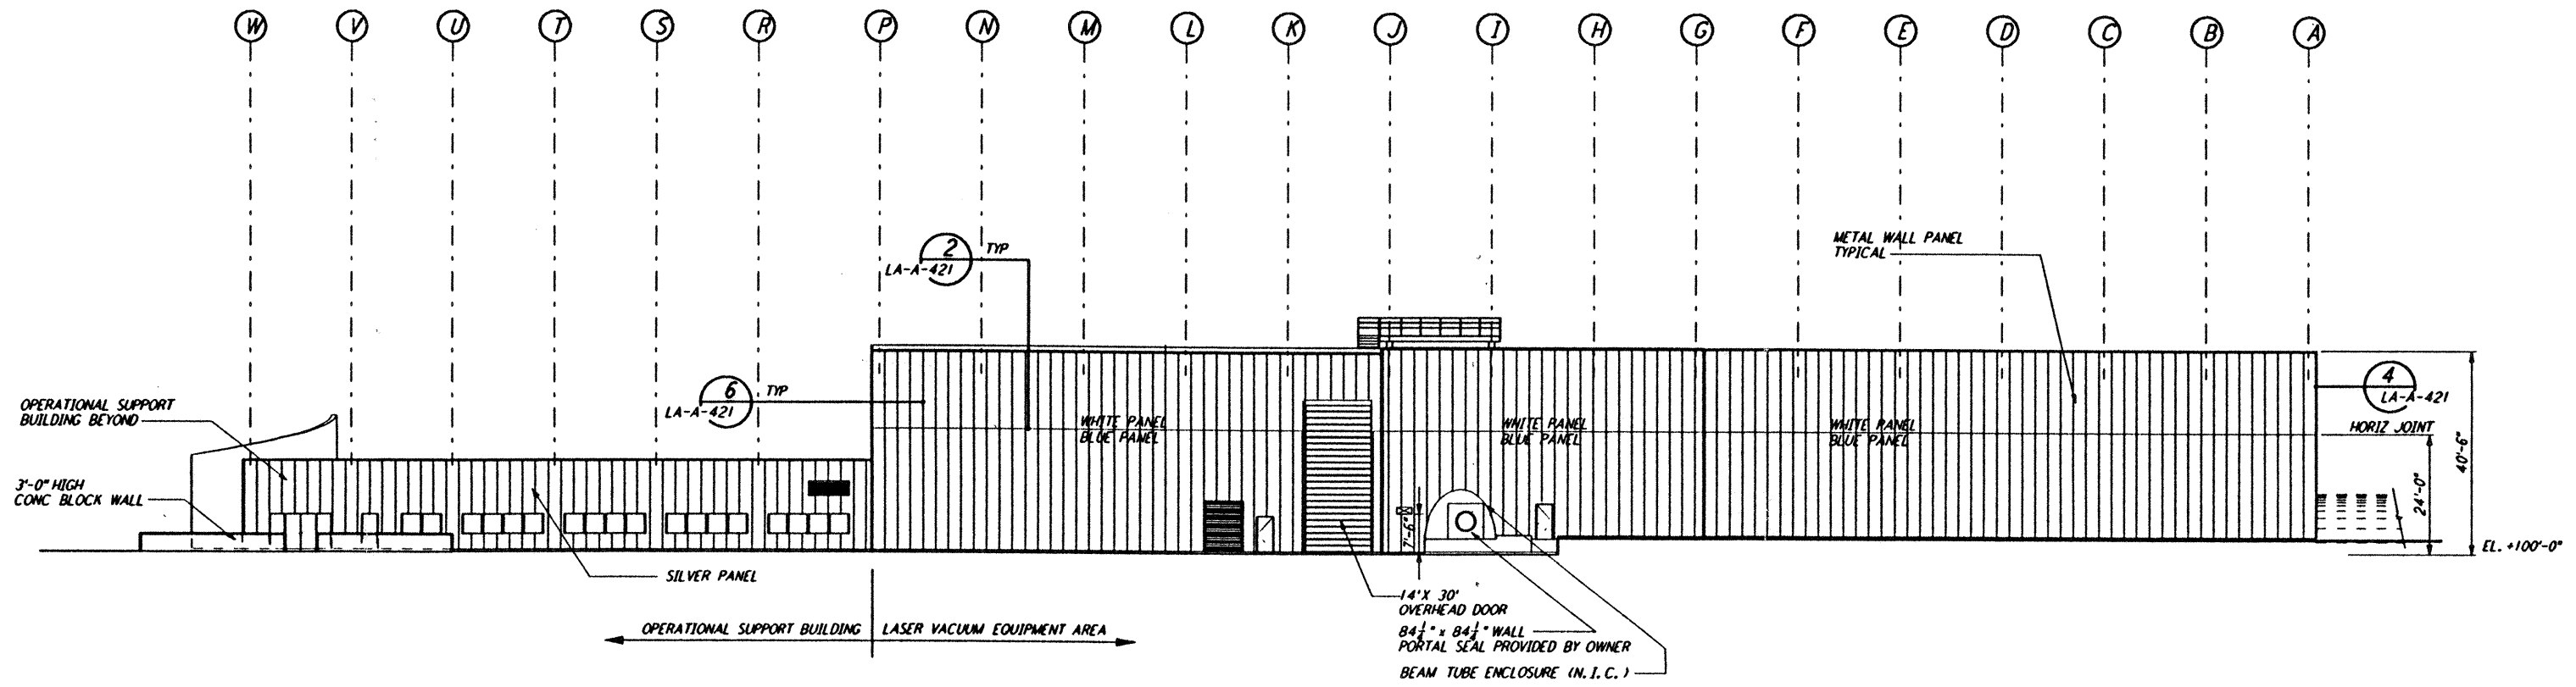 W V U T S R P N M L K J I H G F E D C B A
2 TYP
LA-A-421
METAL WALL PANEL
TYPICAL
6 TYP
LA-A-421
4
LA-A-421
OPERATIONAL SUPPORT
BUILDING BEYOND
WHITE PANEL
BLUE PANEL
WHITE PANEL
BLUE PANEL
WHITE PANEL
BLUE PANEL
HORIZ JOINT
40'-6"
24'-0"
3'-0" HIGH
CONC BLOCK WALL
7'-6"
EL. +100'-0"
SILVER PANEL
14' X 30'
OVERHEAD DOOR
84¼" x 84¼" WALL
PORTAL SEAL PROVIDED BY OWNER
BEAM TUBE ENCLOSURE (N.I.C.)
OPERATIONAL SUPPORT BUILDING
LASER VACUUM EQUIPMENT AREA